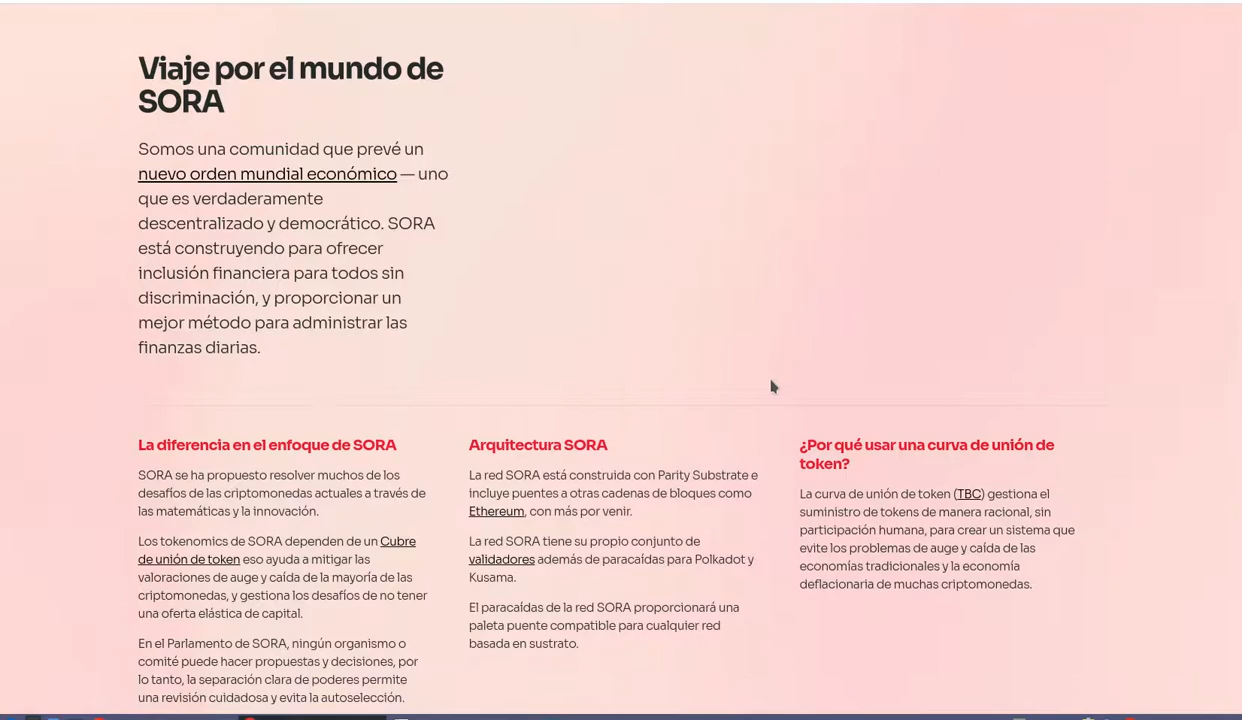 Viaje por el mundo de
SORA
Somos una comunidad que prevé un
nuevo orden mundial económico — uno
que es verdaderamente
descentralizado y democrático. SORA
está construyendo para ofrecer
inclusión financiera para todos sin
discriminación, y proporcionar un
mejor método para administrar las
finanzas diarias.
La diferencia en el enfoque de SORA
SORA se ha propuesto resolver muchos de los
desafíos de las criptomonedas actuales a través de
las matemáticas y la innovación.
Los tokenomics de SORA dependen de un Cubre
de unión de token eso ayuda a mitigar las
valoraciones de auge y caída de la mayoría de las
criptomonedas, y gestiona los desafíos de no tener
una oferta elástica de capital.
En el Parlamento de SORA, ningún organismo o
comité puede hacer propuestas y decisiones, por
lo tanto, la separación clara de poderes permite
una revisión cuidadosa y evita la autoselección.
Arquitectura SORA
La red SORA está construida con Parity Substrate e
incluye puentes a otras cadenas de bloques como
Ethereum, con más por venir.
La red SORA tiene su propio conjunto de
validadores además de paracaídas para Polkadot y
Kusama.
El paracaídas de la red SORA proporcionará una
paleta puente compatible para cualquier red
basada en sustrato.
¿Por qué usar una curva de unión de
token?
La curva de unión de token (TBC) gestiona el
suministro de tokens de manera racional, sin
participación humana, para crear un sistema que
evite los problemas de auge y caída de las
economías tradicionales y la economía
deflacionaria de muchas criptomonedas.